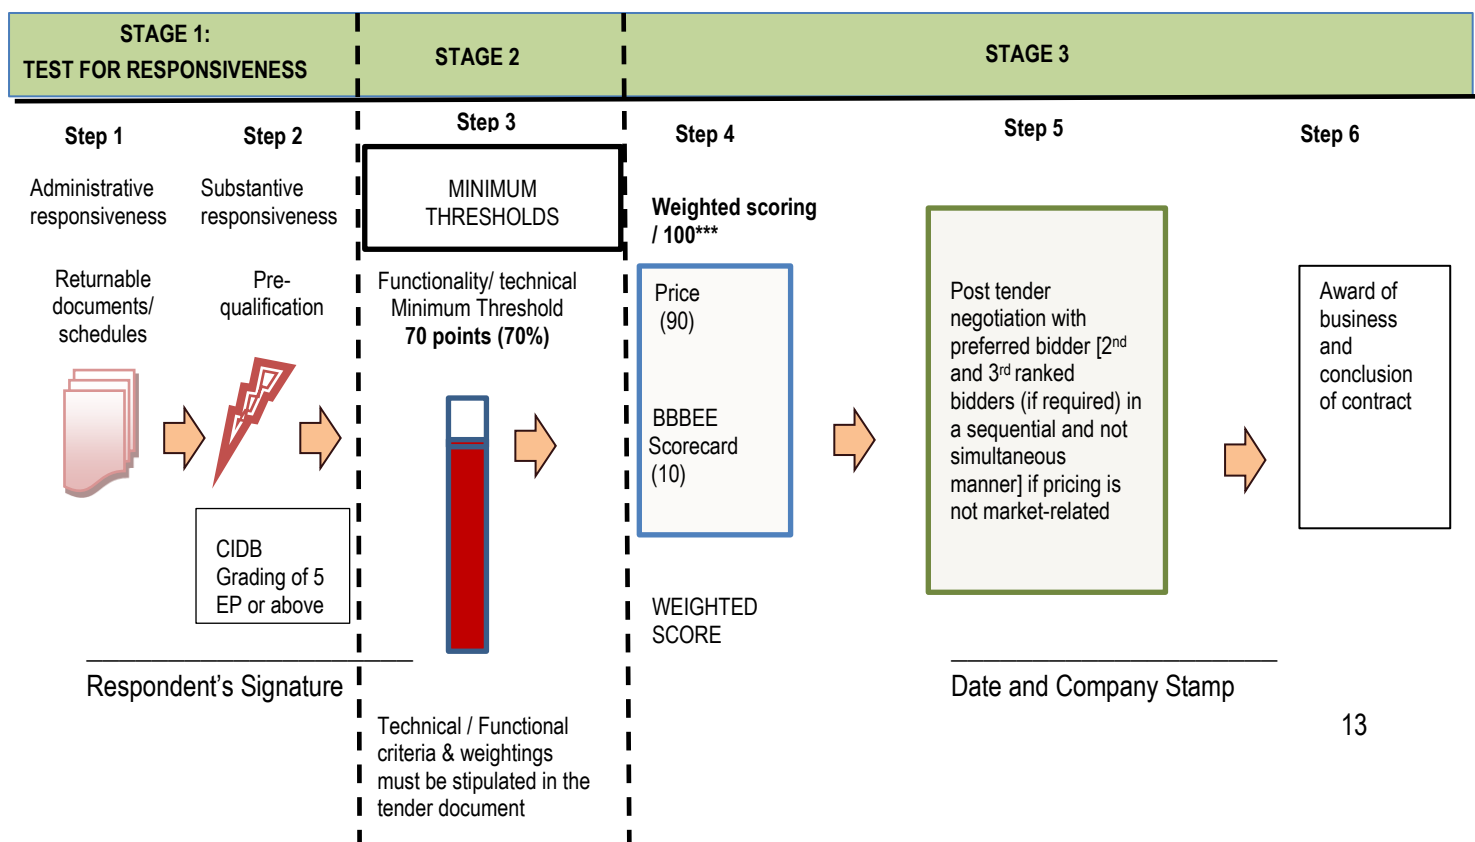 STAGE 1:
TEST FOR RESPONSIVENESS
STAGE 2
STAGE 3
Step 1
Administrative
responsiveness
Returnable
documents/
schedules
Step 2
Substantive
responsiveness
Pre-
qualification
CIDB
Grading of 5
EP or above
Step 3
MINIMUM
THRESHOLDS
Functionality/ technical
Minimum Threshold
70 points (70%)
Technical / Functional
criteria & weightings
must be stipulated in the
tender document
Step 4
Weighted scoring
/ 100***
Price
(90)
BBBEE
Scorecard
(10)
WEIGHTED
SCORE
Step 5
Post tender
negotiation with
preferred bidder [2nd
and 3rd ranked
bidders (if required) in
a sequential and not
simultaneous
manner] if pricing is
not market-related
Step 6
Award of
business
and
conclusion
of contract
Respondent's Signature
Date and Company Stamp
13